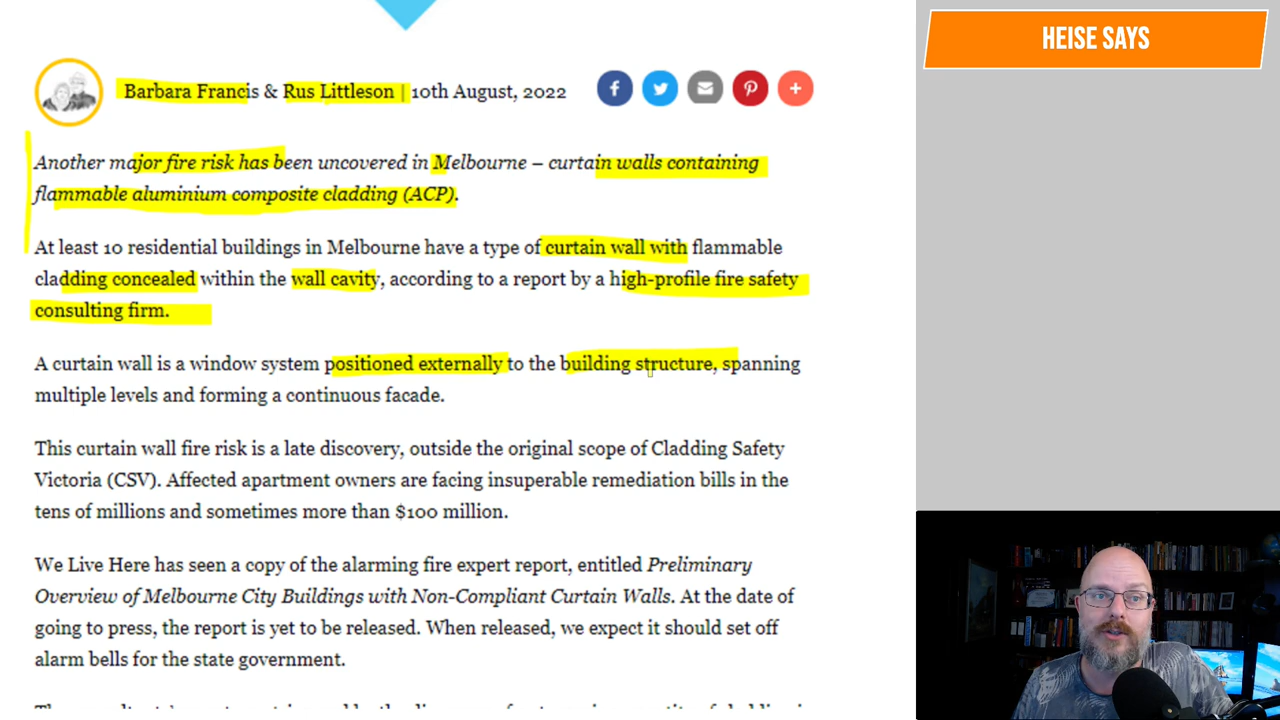 HEISE SAYS
Barbara Francis & Rus Littleson | 10th August, 2022
Another major fire risk has been uncovered in Melbourne – curtain walls containing
flammable aluminium composite cladding (ACP).
At least 10 residential buildings in Melbourne have a type of curtain wall with flammable
cladding concealed within the wall cavity, according to a report by a high-profile fire safety
consulting firm.
A curtain wall is a window system positioned externally to the building structure, spanning
multiple levels and forming a continuous facade.
This curtain wall fire risk is a late discovery, outside the original scope of Cladding Safety
Victoria (CSV). Affected apartment owners are facing insuperable remediation bills in the
tens of millions and sometimes more than $100 million.
We Live Here has seen a copy of the alarming fire expert report, entitled Preliminary
Overview of Melbourne City Buildings with Non-Compliant Curtain Walls. At the date of
going to press, the report is yet to be released. When released, we expect it should set off
alarm bells for the state government.